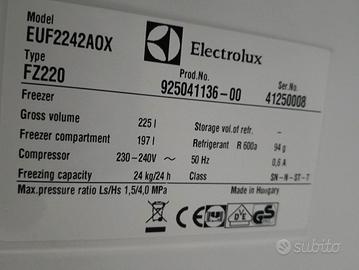 Model
EUF2242AOX
Electrolux
Type
FZ220
Prod.No.
925041136-00
Ser.No.
41250008
Freezer
Gross volume 225 l
Storage vol.of refr. -
Freezer compartment 197 l
Refrigerant R 600a 94 g
Compressor 230-240V ~ 50 Hz 0,6 A
Freezing capacity 24 kg/24 h Class SN-N-ST-T
Max.pressure ratio Ls/Hs 1,5/4,0 MPa Made in Hungary
CE
GS
subito